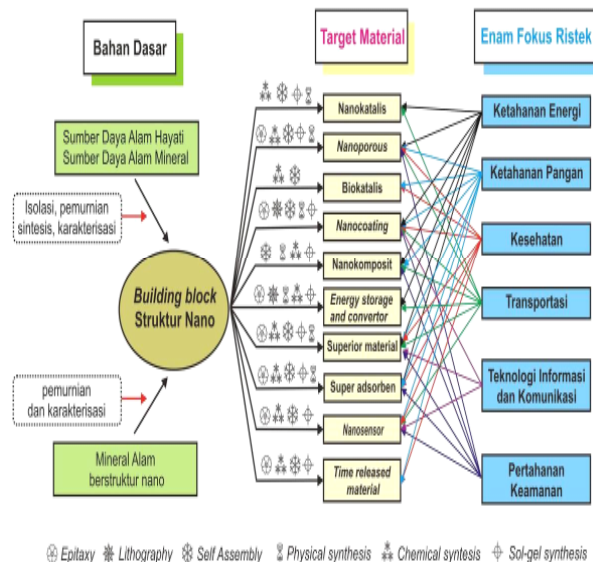 Bahan Dasar
Target Material
Enam Fokus Ristek
Sumber Daya Alam Hayati
Sumber Daya Alam Mineral
Isolasi, pemurnian
sintesis, karakterisasi
Building block
Struktur Nano
pemurnian
dan karakterisasi
Mineral Alam
berstruktur nano
Nanokatalis
Nanoporous
Biokatalis
Nanocoating
Nanokomposit
Energy storage
and convertor
Superior material
Super adsorben
Nanosensor
Time released
material
Ketahanan Energi
Ketahanan Pangan
Kesehatan
Transportasi
Teknologi Informasi
dan Komunikasi
Pertahanan
Keamanan
Epitaxy Lithography Self Assembly Physical synthesis Chemical syntesis Sol-gel synthesis